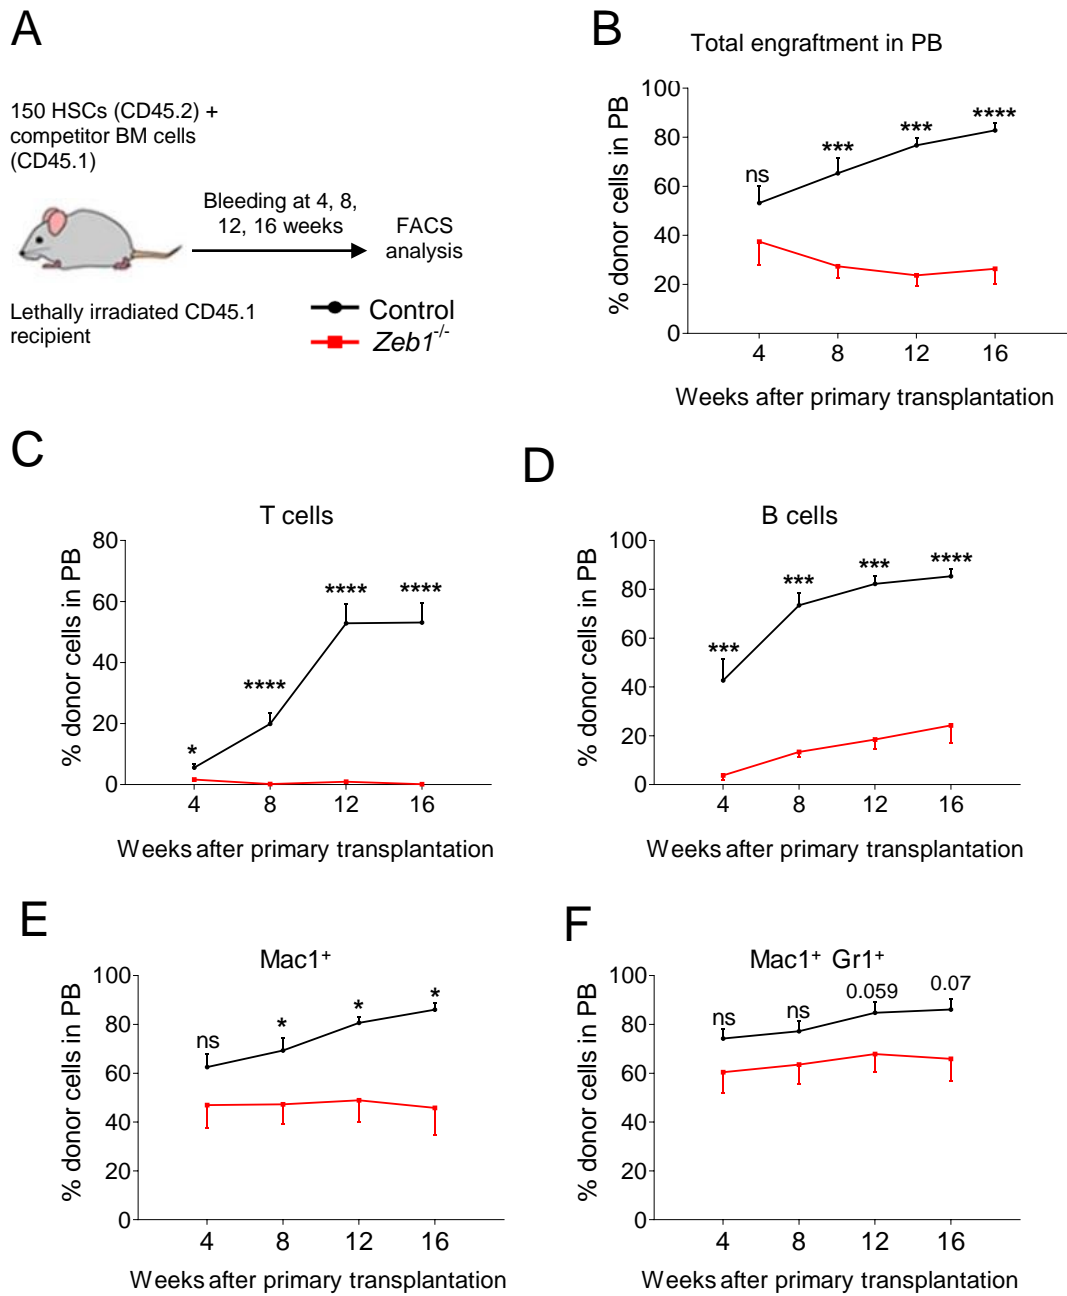 A
150 HSCs (CD45.2) +
competitor BM cells
(CD45.1)
Bleeding at 4, 8,
12, 16 weeks
FACS
analysis
Lethally irradiated CD45.1
recipient
Control
Zeb1-/-
B
Total engraftment in PB
% donor cells in PB
100
80
60
40
20
0
ns
***
***
****
4 8 12 16
Weeks after primary transplantation
C
T cells
% donor cells in PB
80
60
40
20
0
*
****
****
****
4 8 12 16
Weeks after primary transplantation
D
B cells
% donor cells in PB
100
80
60
40
20
0
***
***
***
****
4 8 12 16
Weeks after primary transplantation
E
Mac1+
% donor cells in PB
100
80
60
40
20
0
ns
*
*
*
4 8 12 16
Weeks after primary transplantation
F
Mac1+ Gr1+
% donor cells in PB
100
80
60
40
20
0
ns
ns
0.059
0.07
4 8 12 16
Weeks after primary transplantation